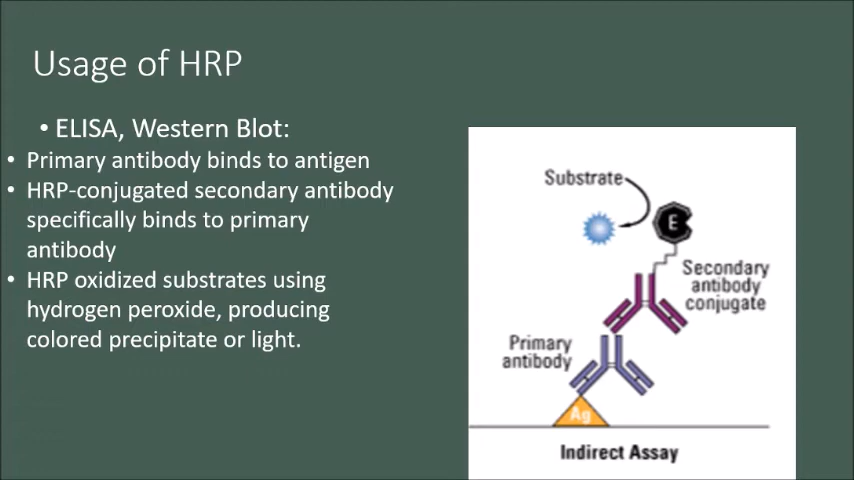 Usage of HRP
• ELISA, Western Blot:
• Primary antibody binds to antigen
• HRP-conjugated secondary antibody
specifically binds to primary
antibody
• HRP oxidized substrates using
hydrogen peroxide, producing
colored precipitate or light.
Substrate
E
Secondary
antibody
conjugate
Primary
antibody
Ag
Indirect Assay